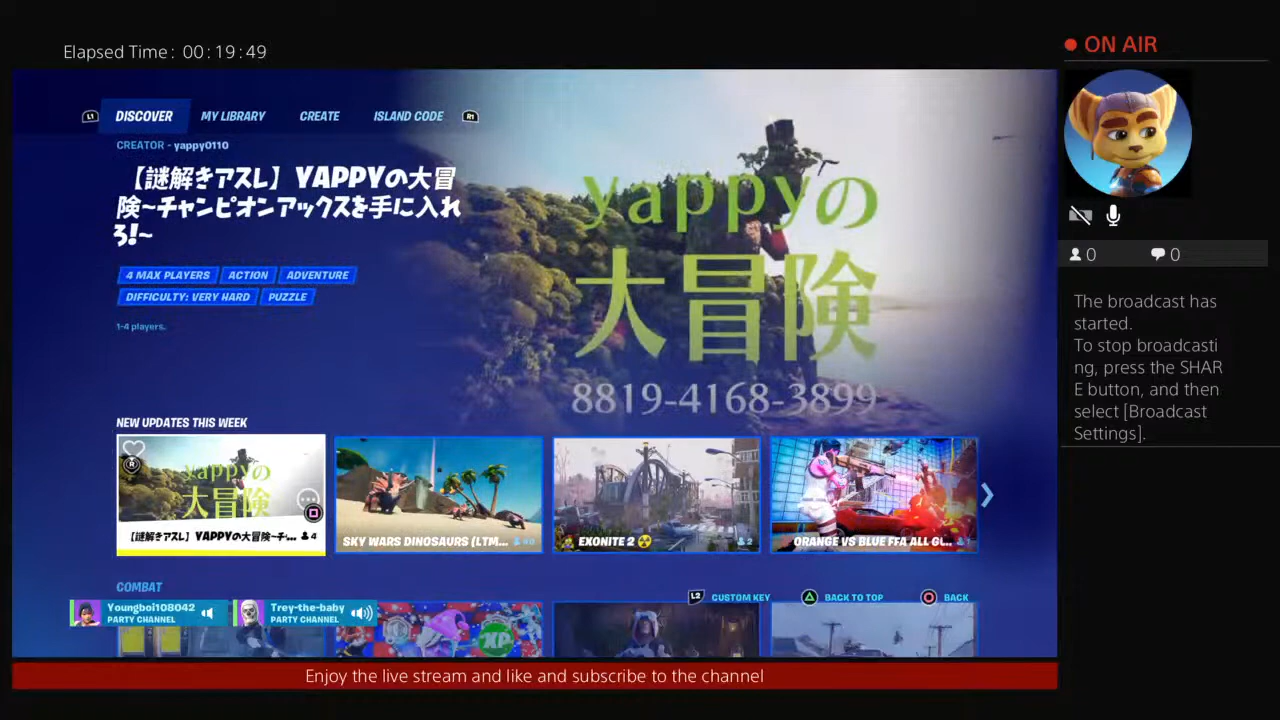 Elapsed Time: 00:19:49
ON AIR
L1 DISCOVER MY LIBRARY CREATE ISLAND CODE R1
CREATOR - yappy0110
【謎解きアスレ】YAPPYの大冒
険~チャンピオンアックスを手に入れ
ろ!~
4 MAX PLAYERS ACTION ADVENTURE
DIFFICULTY: VERY HARD PUZZLE
1-4 players.
yappyの
大冒険
8819-4168-3899
0 0
The broadcast has
started.
To stop broadcasti
ng, press the SHAR
E button, and then
select [Broadcast
Settings].
NEW UPDATES THIS WEEK
R
yappyの
大冒険
【謎解きアスレ】YAPPYの大冒険~チ... 4
SKY WARS DINOSAURS (LTM... 40
EXONITE 2 2
ORANGE VS BLUE FFA ALL GU... 1
COMBAT
L2 CUSTOM KEY BACK TO TOP BACK
Youngboi108042
PARTY CHANNEL
Trey-the-baby
PARTY CHANNEL
XP
Enjoy the live stream and like and subscribe to the channel